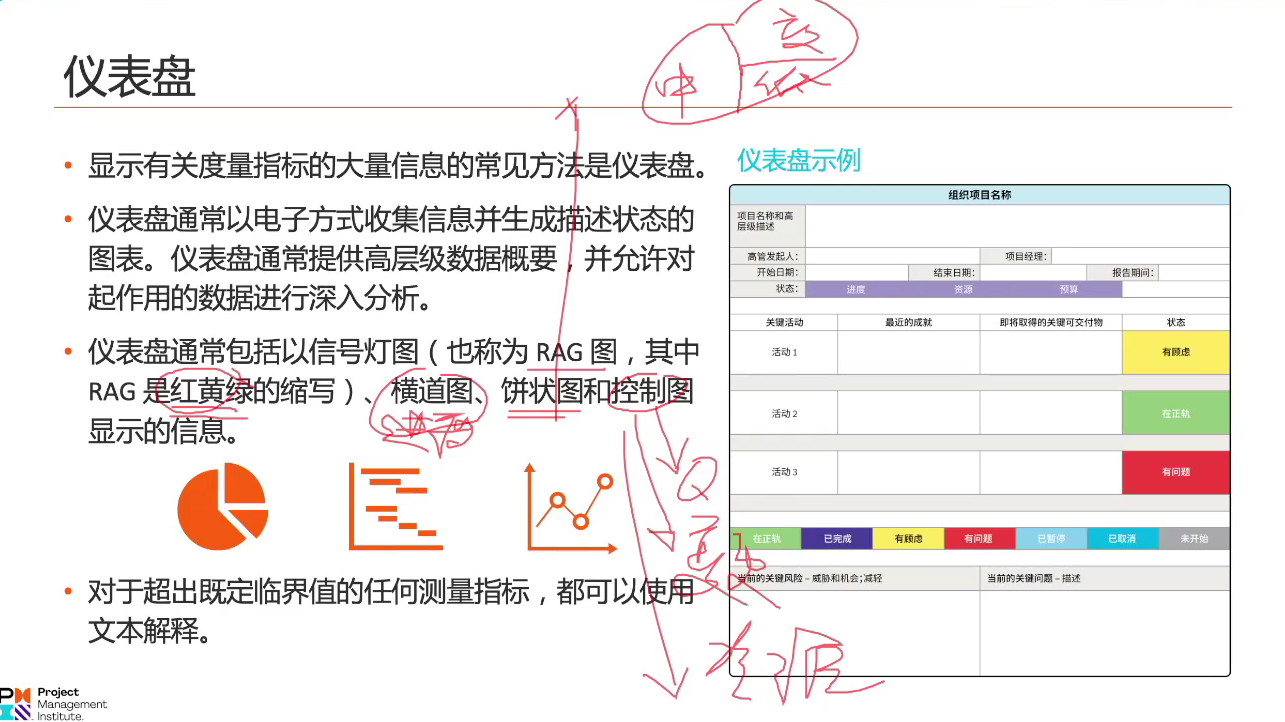 仪表盘
中
高
低
• 显示有关度量指标的大量信息的常见方法是仪表盘。
• 仪表盘通常以电子方式收集信息并生成描述状态的
图表。仪表盘通常提供高层级数据概要，并允许对
起作用的数据进行深入分析。
• 仪表盘通常包括以信号灯图（也称为 RAG 图，其中
RAG 是红黄绿的缩写）、横道图、饼状图和控制图
显示的信息。
进度
Q
• 对于超出既定临界值的任何测量指标，都可以使用
文本解释。
资源
仪表盘示例
组织项目名称
项目名称和高
层级描述
高管发起人： 项目经理：
开始日期： 结束日期： 报告期间：
状态： 进度 资源 预算
关键活动 最近的成就 即将取得的关键可交付物 状态
活动 1 有顾虑
活动 2 在正轨
活动 3 有问题
在正轨 已完成 有顾虑 有问题 已暂停 已取消 未开始
当前的关键风险 – 威胁和机会;减轻 当前的关键问题 – 描述
Project
Management
Institute.